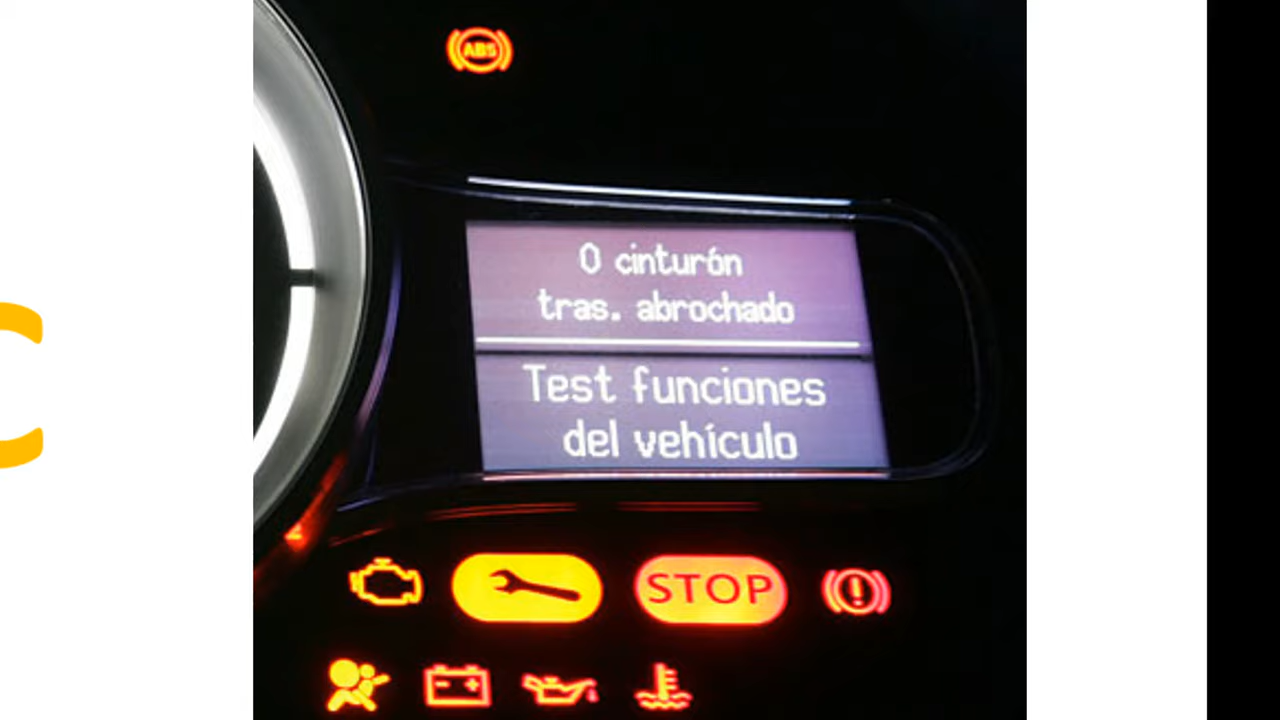 ABS
0 cinturón
tras. abrochado
Test funciones
del vehículo
STOP